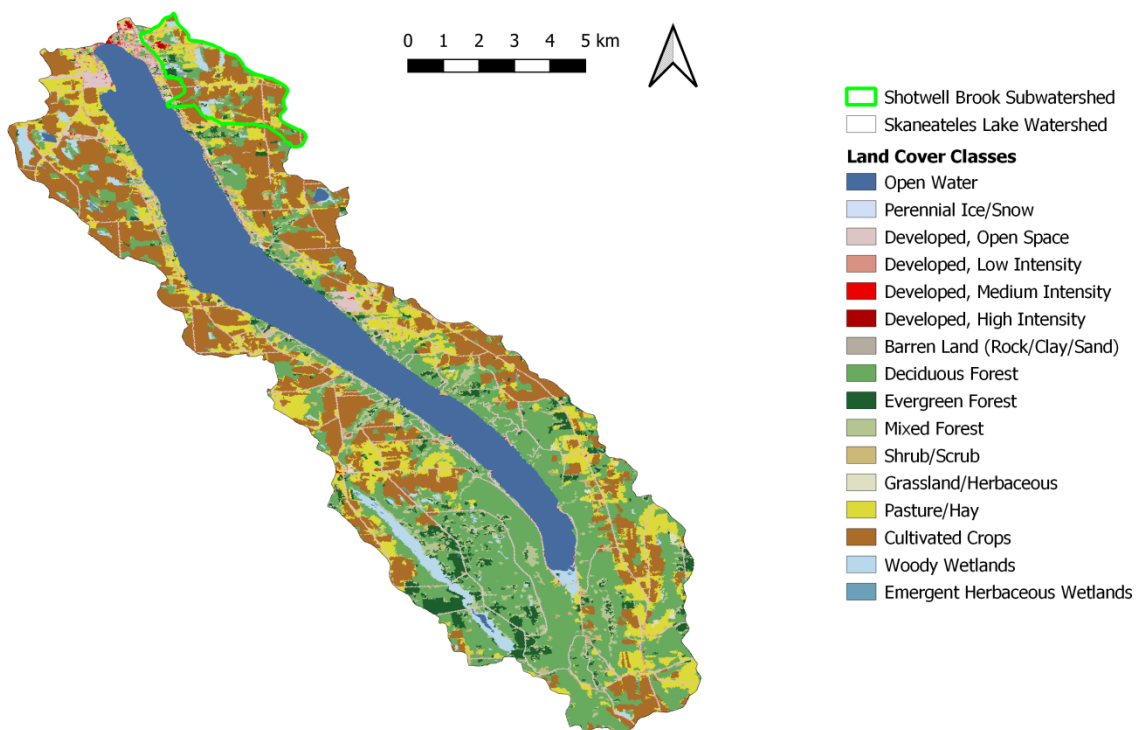 0 1 2 3 4 5 km
Shotwell Brook Subwatershed
Skaneateles Lake Watershed
Land Cover Classes
Open Water
Perennial Ice/Snow
Developed, Open Space
Developed, Low Intensity
Developed, Medium Intensity
Developed, High Intensity
Barren Land (Rock/Clay/Sand)
Deciduous Forest
Evergreen Forest
Mixed Forest
Shrub/Scrub
Grassland/Herbaceous
Pasture/Hay
Cultivated Crops
Woody Wetlands
Emergent Herbaceous Wetlands